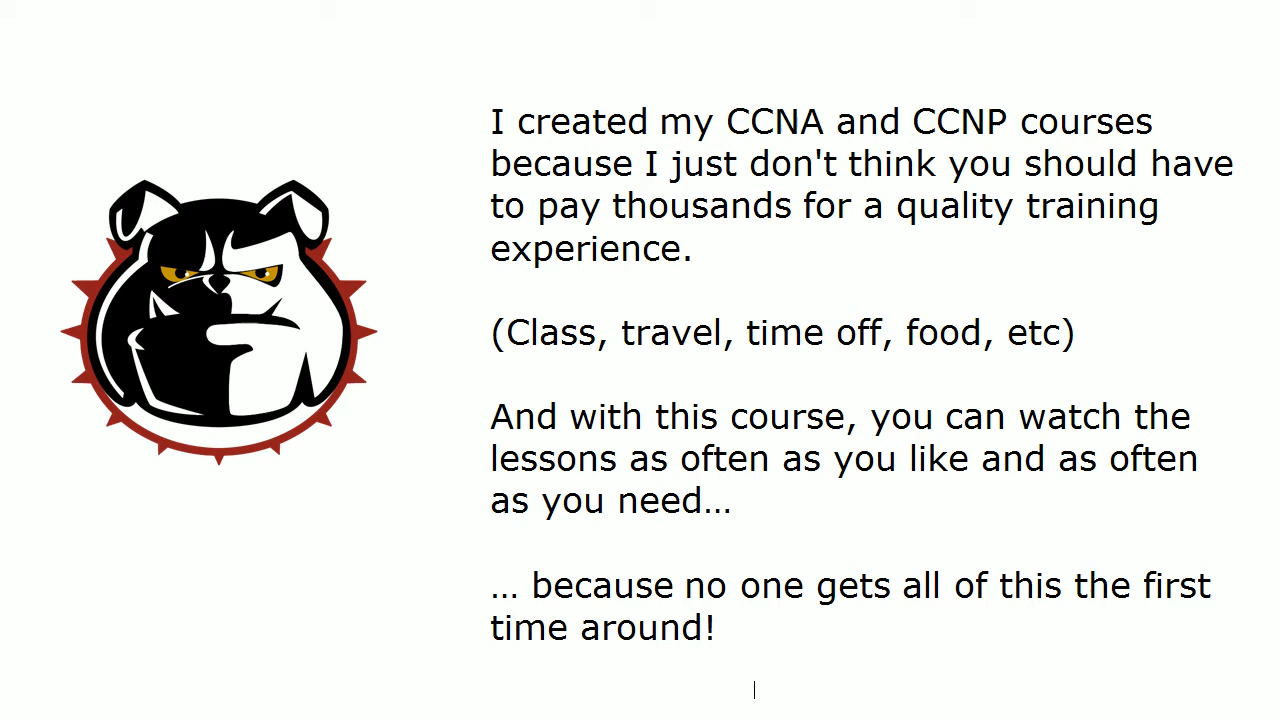 I created my CCNA and CCNP courses
because I just don't think you should have
to pay thousands for a quality training
experience.
(Class, travel, time off, food, etc)
And with this course, you can watch the
lessons as often as you like and as often
as you need…
… because no one gets all of this the first
time around!